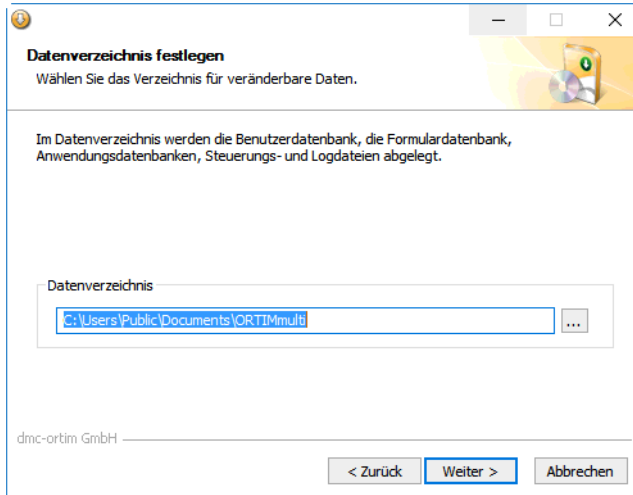 Datenverzeichnis festlegen
Wählen Sie das Verzeichnis für veränderbare Daten.
Im Datenverzeichnis werden die Benutzerdatenbank, die Formulardatenbank,
Anwendungsdatenbanken, Steuerungs- und Logdateien abgelegt.
Datenverzeichnis
C:\Users\Public\Documents\ORTIMmulti
...
dmc-ortim GmbH
< Zurück
Weiter >
Abbrechen